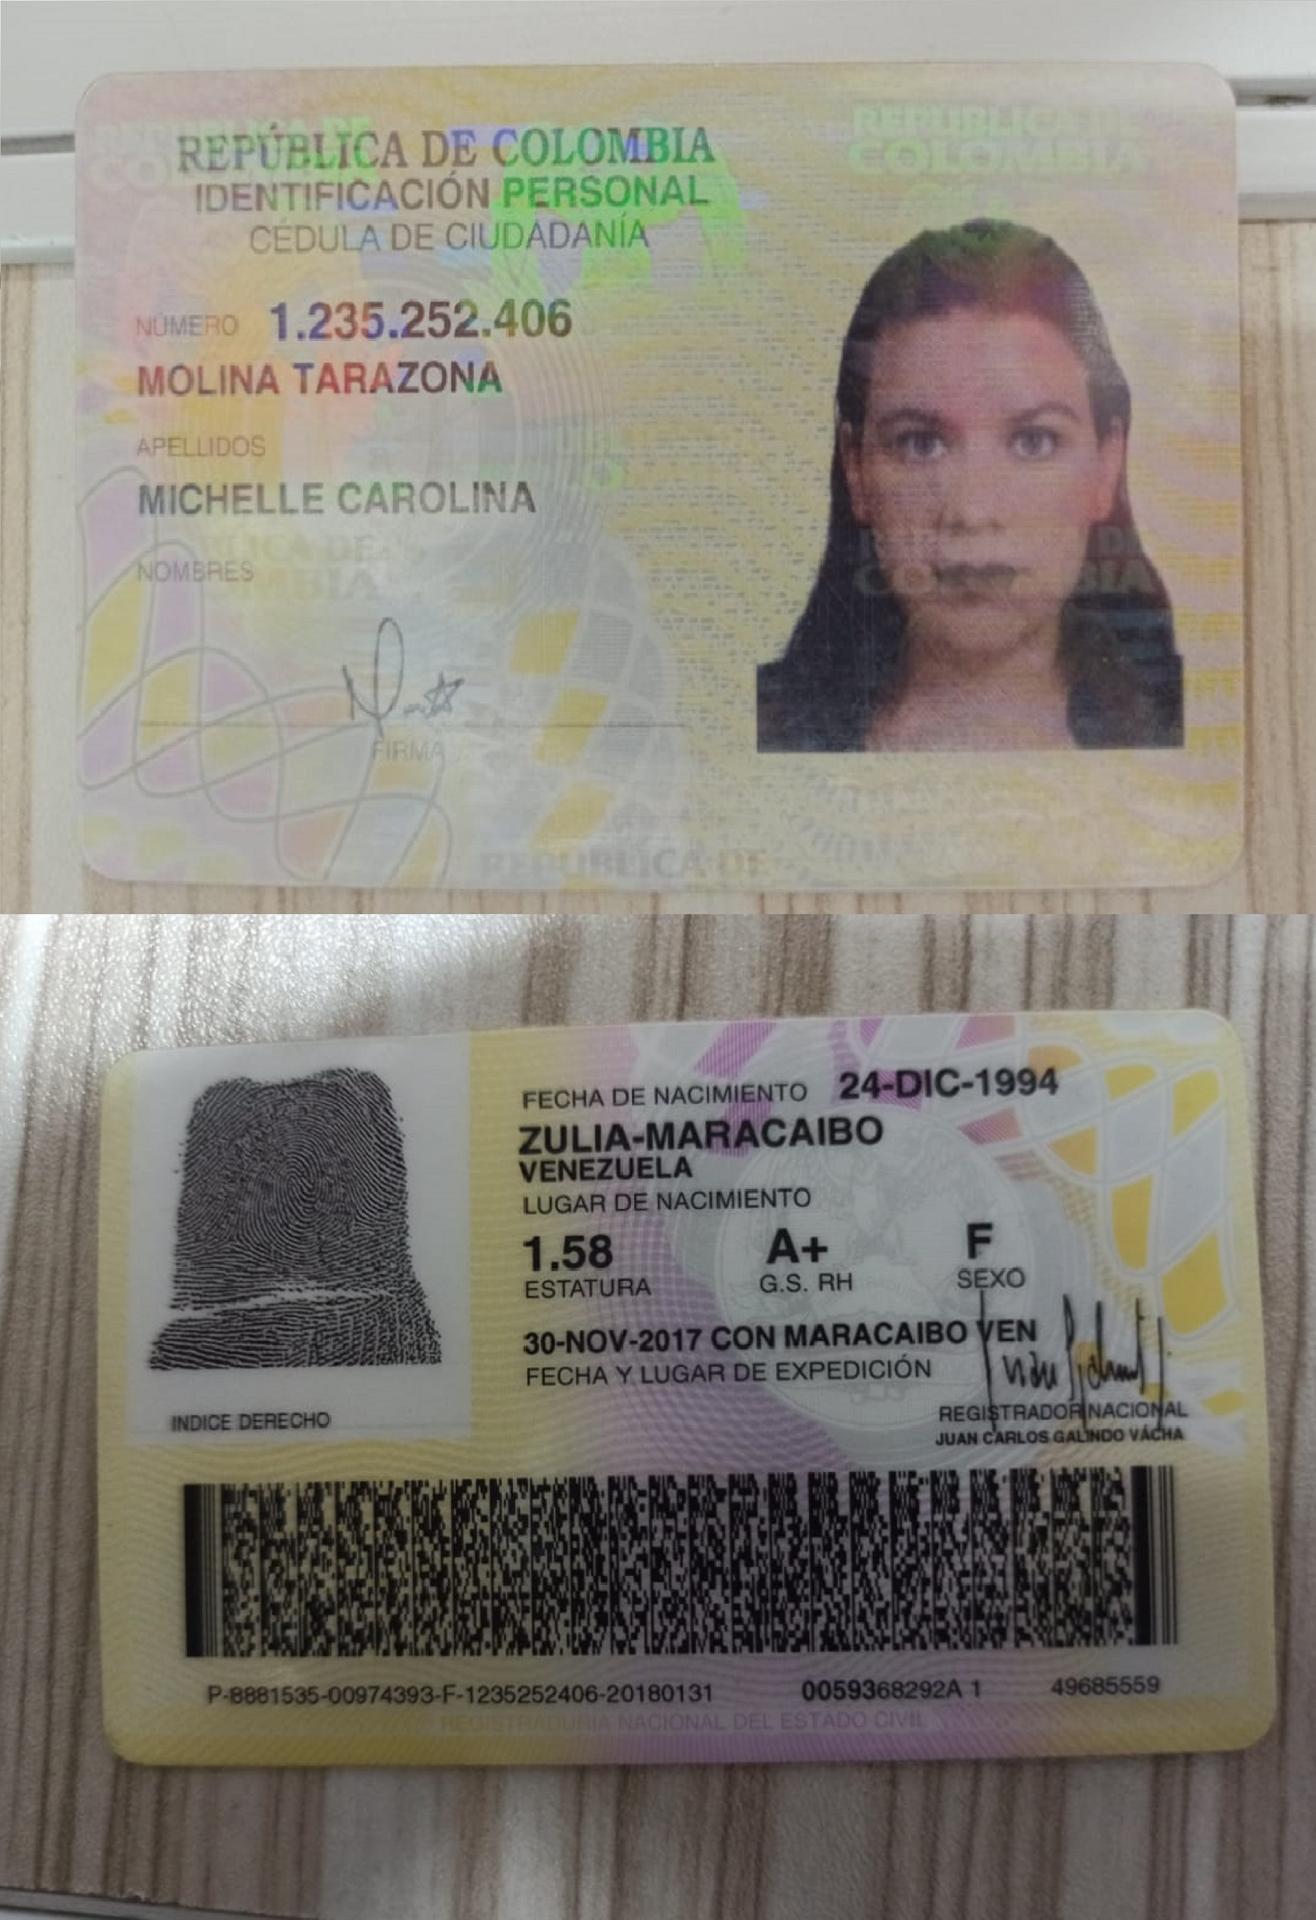 REPÚBLICA DE COLOMBIA
IDENTIFICACIÓN PERSONAL
CÉDULA DE CIUDADANÍA
NÚMERO 1.235.252.406
MOLINA TARAZONA
APELLIDOS
MICHELLE CAROLINA
NOMBRES
FIRMA
REPUBLICA DE
COLOMBIA
REPUBLICA DE
FECHA DE NACIMIENTO 24-DIC-1994
ZULIA-MARACAIBO
VENEZUELA
LUGAR DE NACIMIENTO
1.58 A+ F
ESTATURA G.S. RH SEXO
30-NOV-2017 CON MARACAIBO VEN
FECHA Y LUGAR DE EXPEDICIÓN
INDICE DERECHO
REGISTRADOR NACIONAL
JUAN CARLOS GALINDO VÁCHA
P-8881535-00974393-F-1235252406-20180131 0059368292A 1 49685559
REGISTRADURIA NACIONAL DEL ESTADO CIVIL